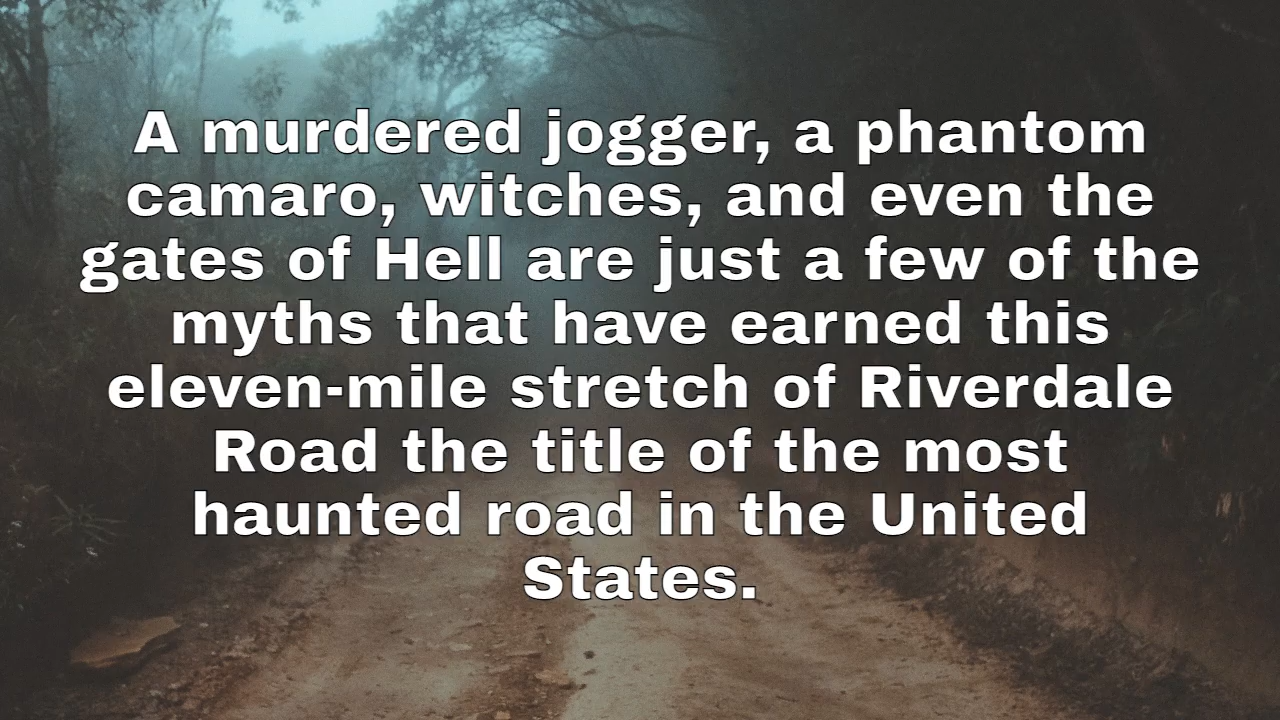 A murdered jogger, a phantom
camaro, witches, and even the
gates of Hell are just a few of the
myths that have earned this
eleven-mile stretch of Riverdale
Road the title of the most
haunted road in the United
States.